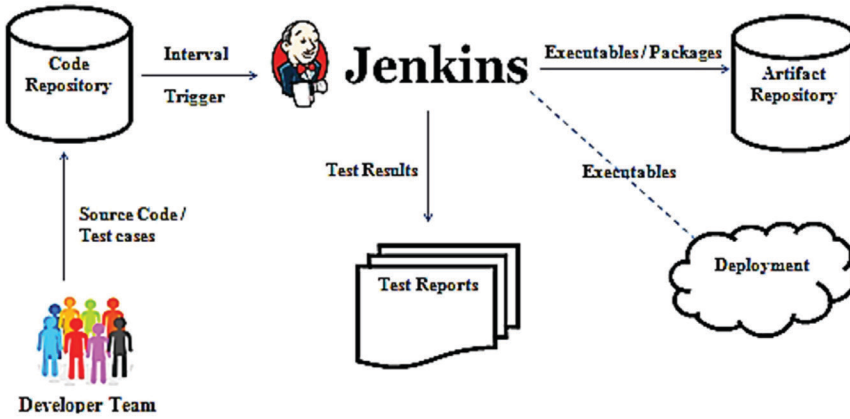 Code
Repository
Interval
Trigger
Jenkins
Executables / Packages
Artifact
Repository
Test Results
Executables
Source Code /
Test cases
Test Reports
Deployment
Developer Team